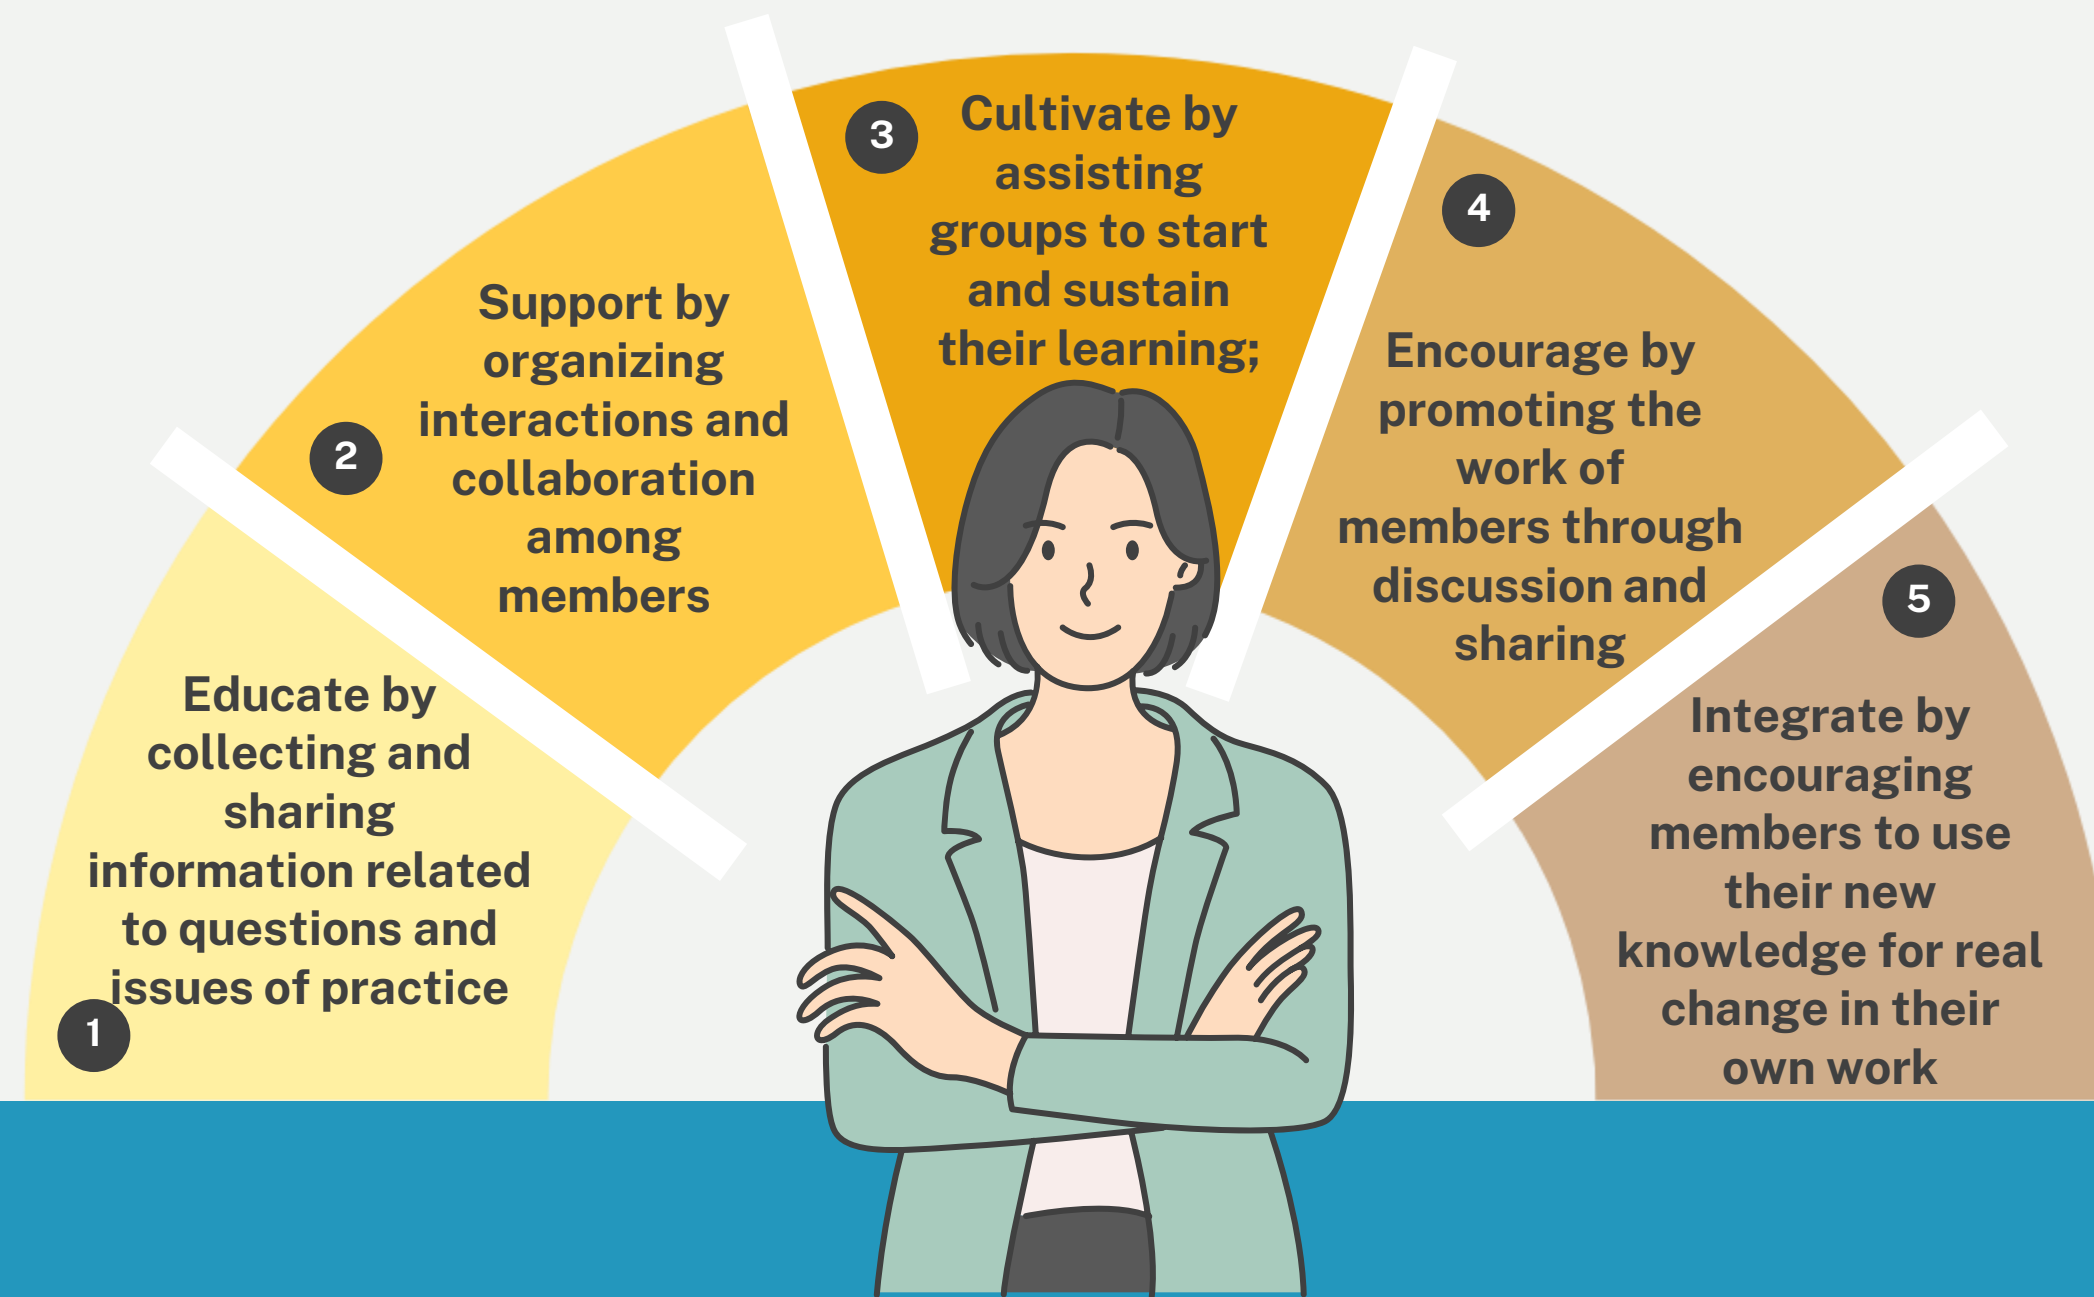 1
Educate by
collecting and
sharing
information related
to questions and
issues of practice
2
Support by
organizing
interactions and
collaboration
among
members
3
Cultivate by
assisting
groups to start
and sustain
their learning;
4
Encourage by
promoting the
work of
members through
discussion and
sharing
5
Integrate by
encouraging
members to use
their new
knowledge for real
change in their
own work